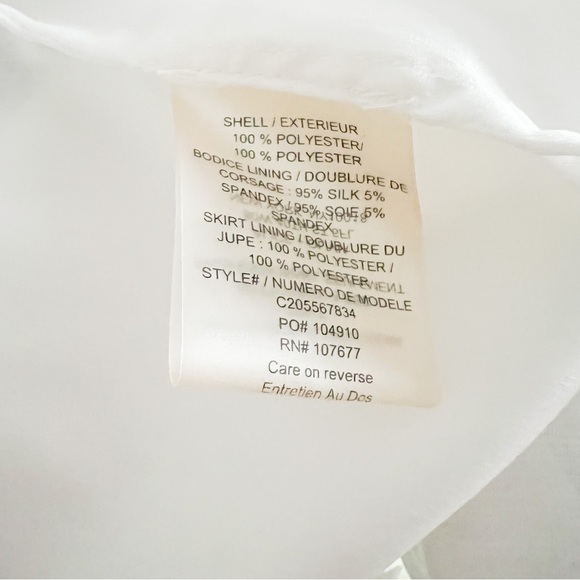 SHELL / EXTERIEUR
100 % POLYESTER/
100 % POLYESTER
BODICE LINING / DOUBLURE DE
CORSAGE : 95% SILK 5%
SPANDEX / 95% SOIE 5%
SPANDEX
SKIRT LINING / DOUBLURE DU
JUPE : 100 % POLYESTER /
100 % POLYESTER
STYLE# / NUMERO DE MODELE
C205567834
PO# 104910
RN# 107677
Care on reverse
Entretien Au Dos